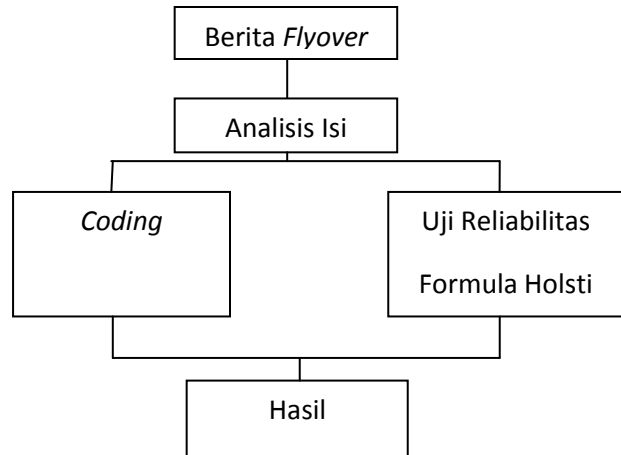 Berita Flyover
Analisis Isi
Coding
Uji Reliabilitas
Formula Holsti
Hasil